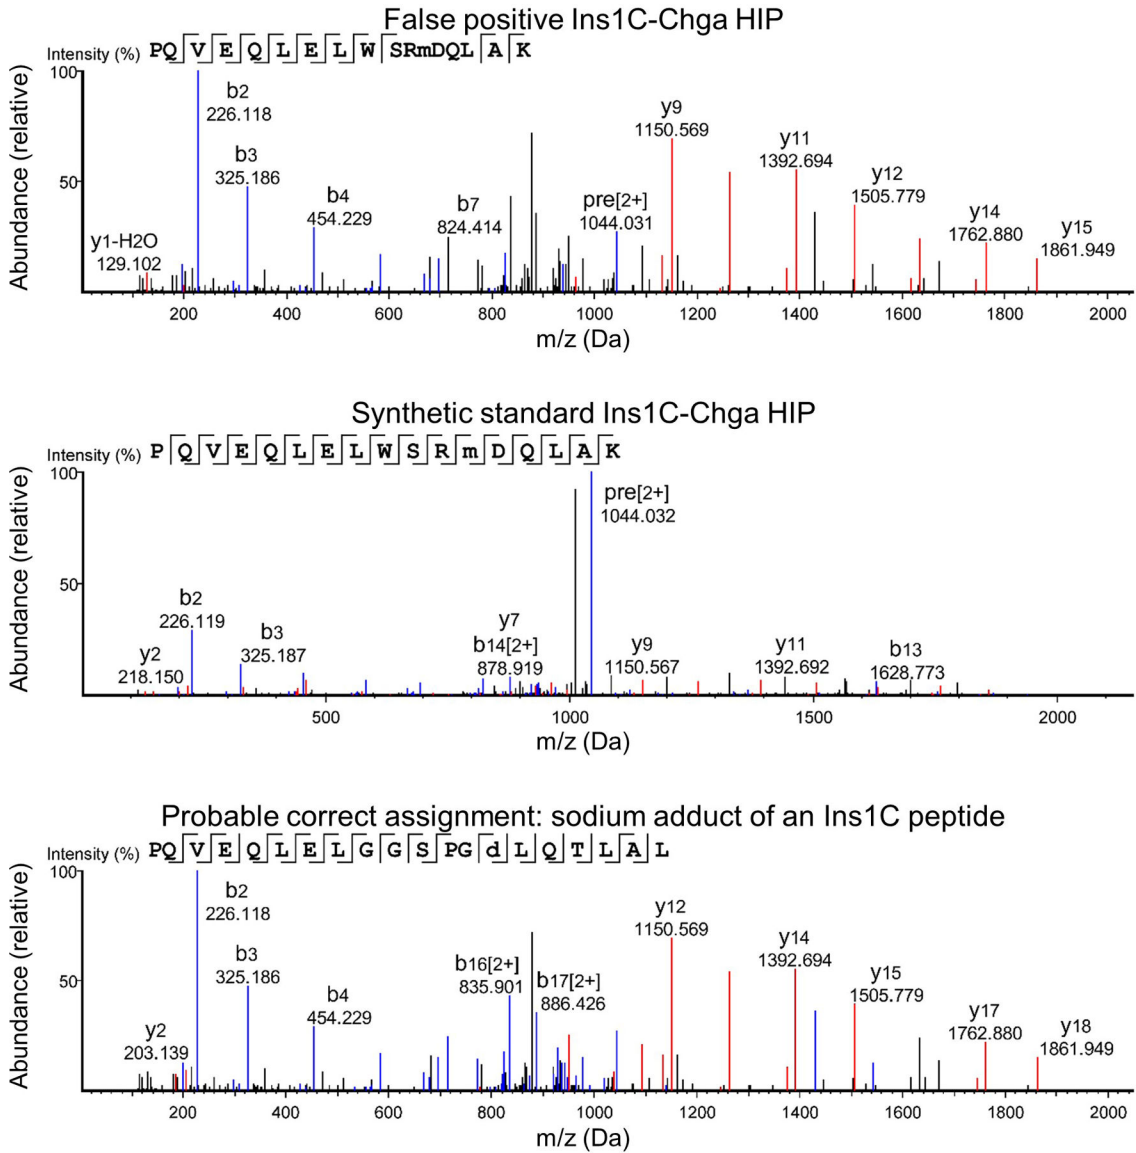 False positive Ins1C-Chga HIP
Intensity (%) PQVEQLELWSRmDQLAK
Abundance (relative)
100
50
b2
226.118
b3
325.186
b4
454.229
b7
824.414
y1-H2O
129.102
pre[2+]
1044.031
y9
1150.569
y11
1392.694
y12
1505.779
y14
1762.880
y15
1861.949
200 400 600 800 1000 1200 1400 1600 1800 2000
m/z (Da)
Synthetic standard Ins1C-Chga HIP
Intensity (%) PQVEQLELWSRmDQLAK
Abundance (relative)
100
50
pre[2+]
1044.032
b2
226.119
b3
325.187
y2
218.150
y7
b14[2+]
878.919
y9
1150.567
y11
1392.692
b13
1628.773
500 1000 1500 2000
m/z (Da)
Probable correct assignment: sodium adduct of an Ins1C peptide
Intensity (%) PQVEQLELGGSPGdLQTLAL
Abundance (relative)
100
50
b2
226.118
b3
325.186
b4
454.229
y2
203.139
b16[2+]
835.901
b17[2+]
886.426
y12
1150.569
y14
1392.694
y15
1505.779
y17
1762.880
y18
1861.949
200 400 600 800 1000 1200 1400 1600 1800 2000
m/z (Da)